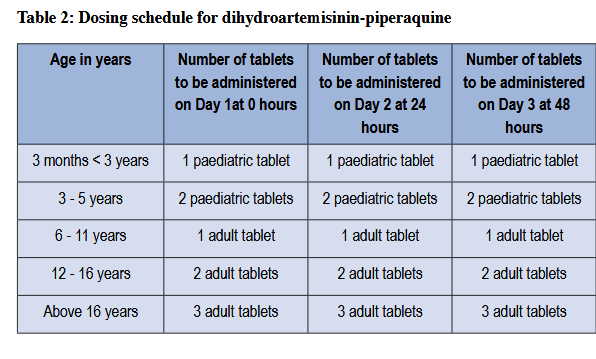 Table 2: Dosing schedule for dihydroartemisinin-piperaquine
Age in years
Number of tablets
to be administered
on Day 1at 0 hours
Number of tablets
to be administered
on Day 2 at 24
hours
Number of tablets
to be administered
on Day 3 at 48
hours
3 months < 3 years 1 paediatric tablet 1 paediatric tablet 1 paediatric tablet
3 - 5 years 2 paediatric tablets 2 paediatric tablets 2 paediatric tablets
6 - 11 years 1 adult tablet 1 adult tablet 1 adult tablet
12 - 16 years 2 adult tablets 2 adult tablets 2 adult tablets
Above 16 years 3 adult tablets 3 adult tablets 3 adult tablets